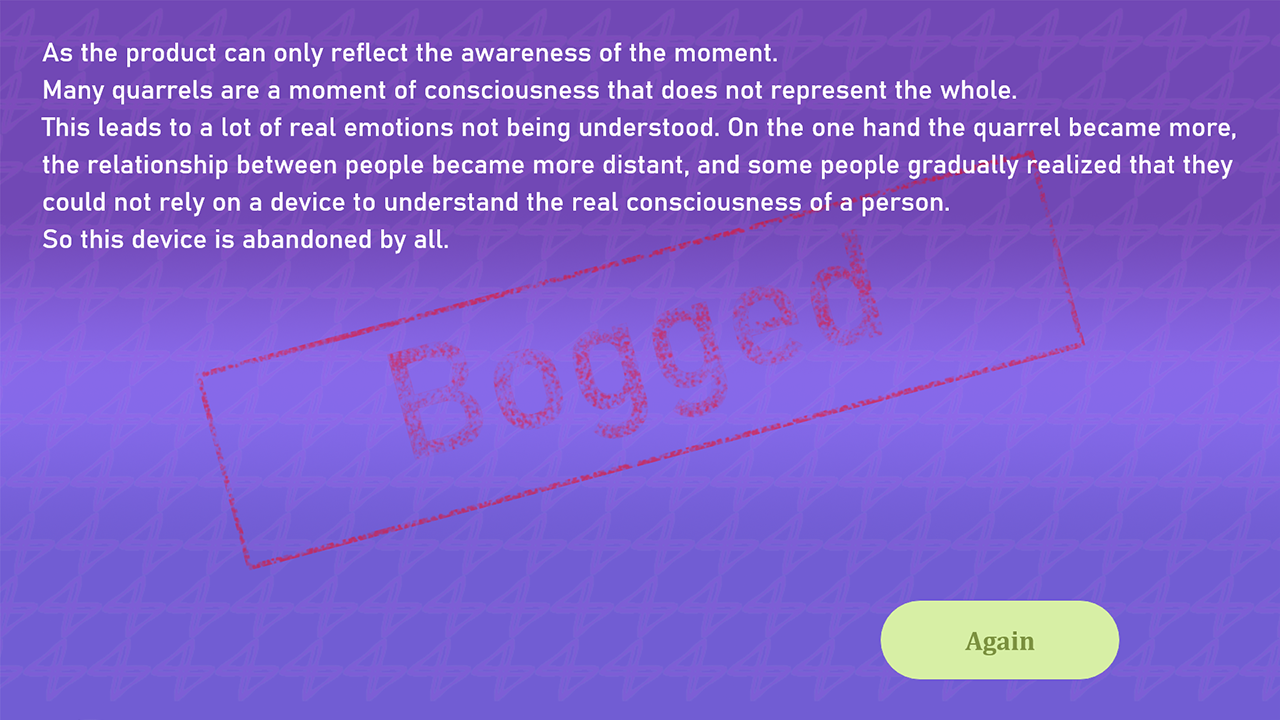 As the product can only reflect the awareness of the moment.
Many quarrels are a moment of consciousness that does not represent the whole.
This leads to a lot of real emotions not being understood. On the one hand the quarrel became more,
the relationship between people became more distant, and some people gradually realized that they
could not rely on a device to understand the real consciousness of a person.
So this device is abandoned by all.
Bogged
Again